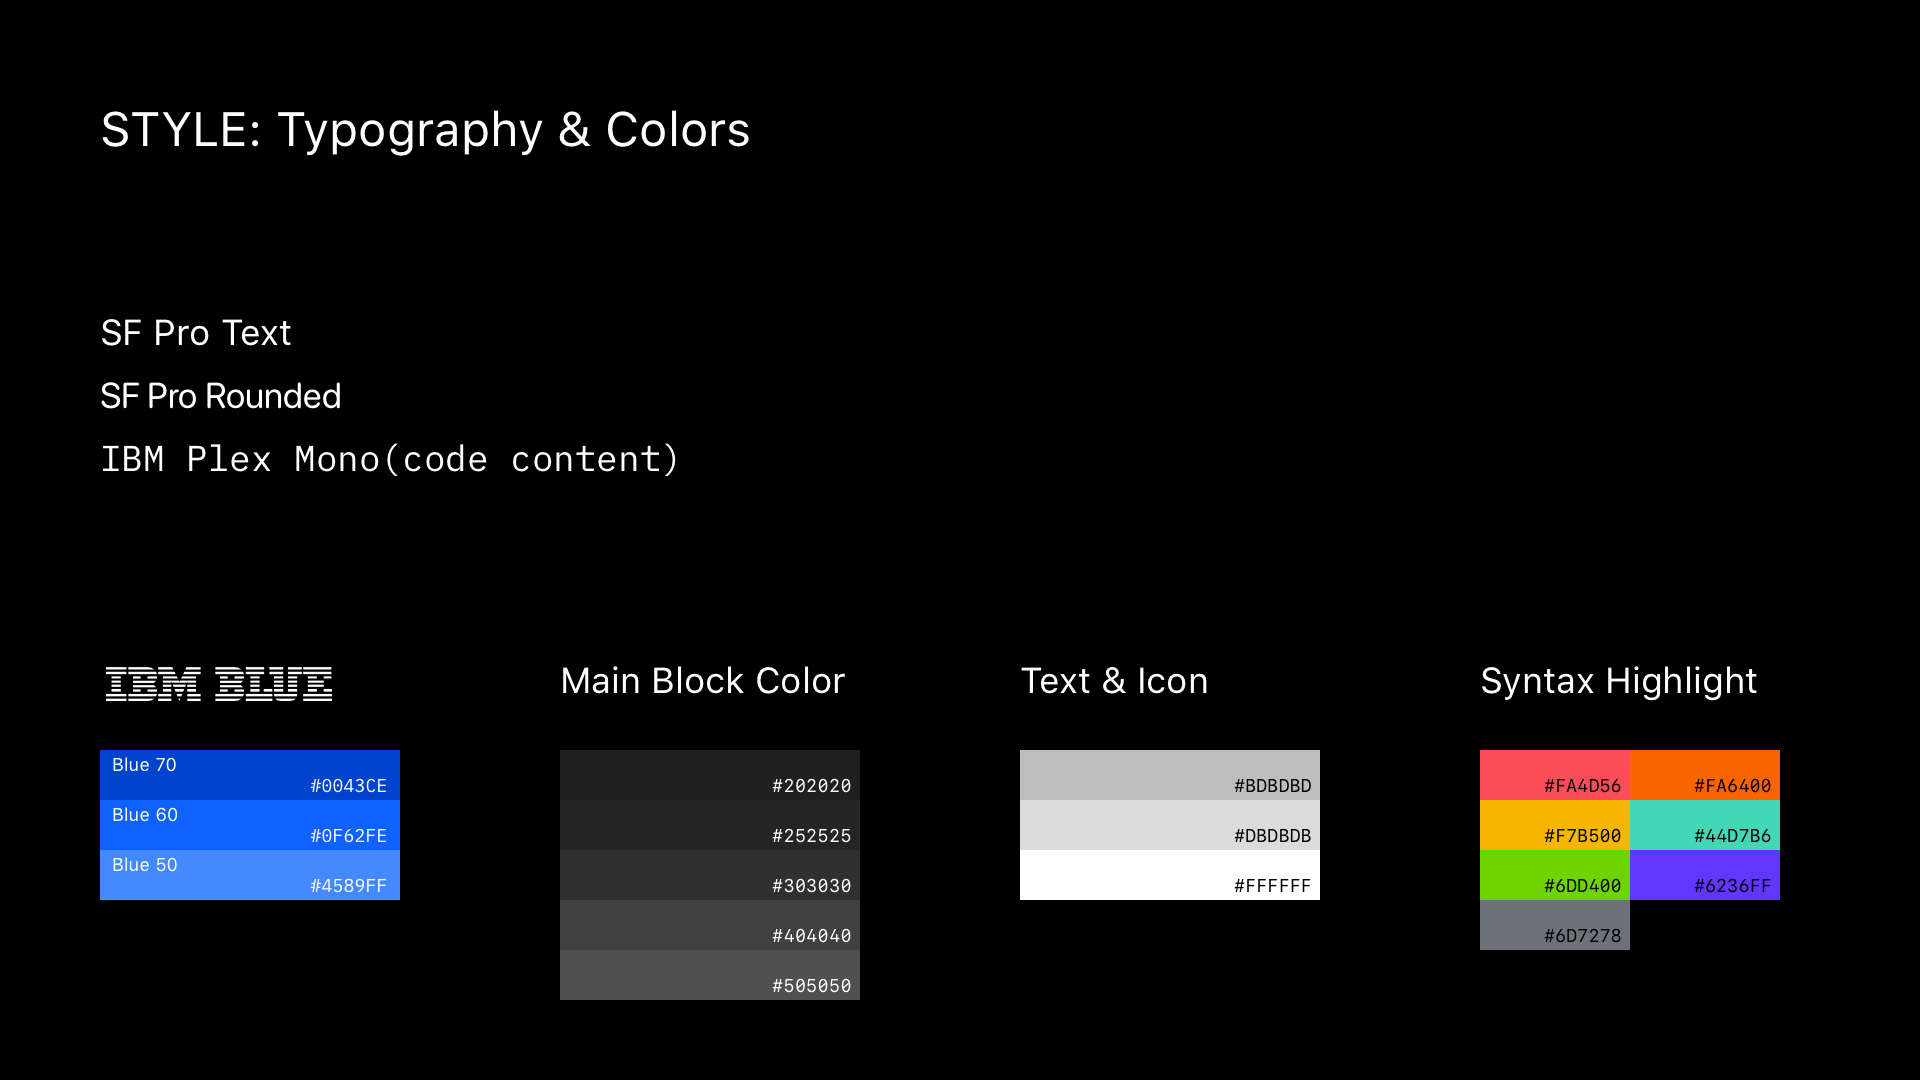 STYLE: Typography & Colors
SF Pro Text
SF Pro Rounded
IBM Plex Mono(code content)
IBM BLUE
Blue 70
#0043CE
Blue 60
#0F62FE
Blue 50
#4589FF
Main Block Color
#202020
#252525
#303030
#404040
#505050
Text & Icon
#BDBDBD
#DBDBDB
#FFFFFF
Syntax Highlight
#FA4D56
#FA6400
#F7B500
#44D7B6
#6DD400
#6236FF
#6D7278